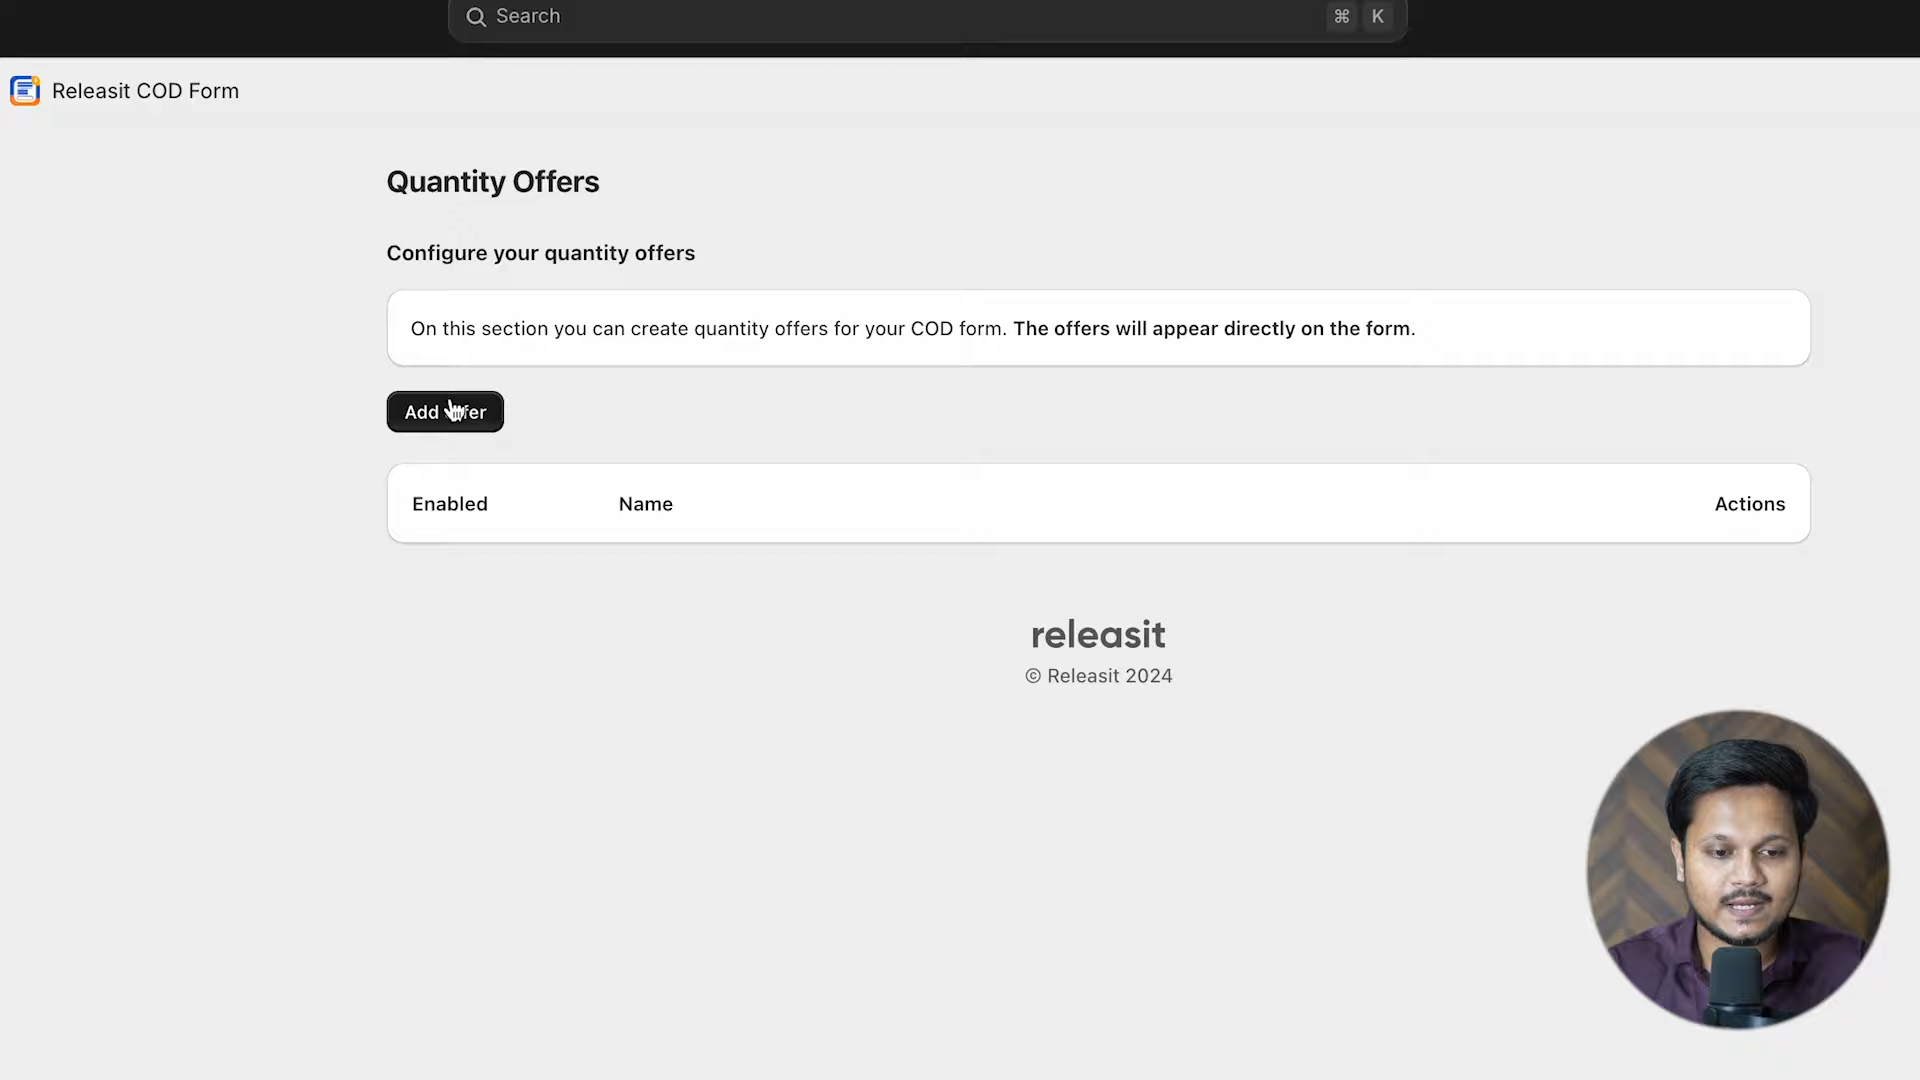 Search
⌘ K
Releasit COD Form
Quantity Offers
Configure your quantity offers
On this section you can create quantity offers for your COD form. The offers will appear directly on the form.
Add offer
Enabled Name Actions
releasit
© Releasit 2024